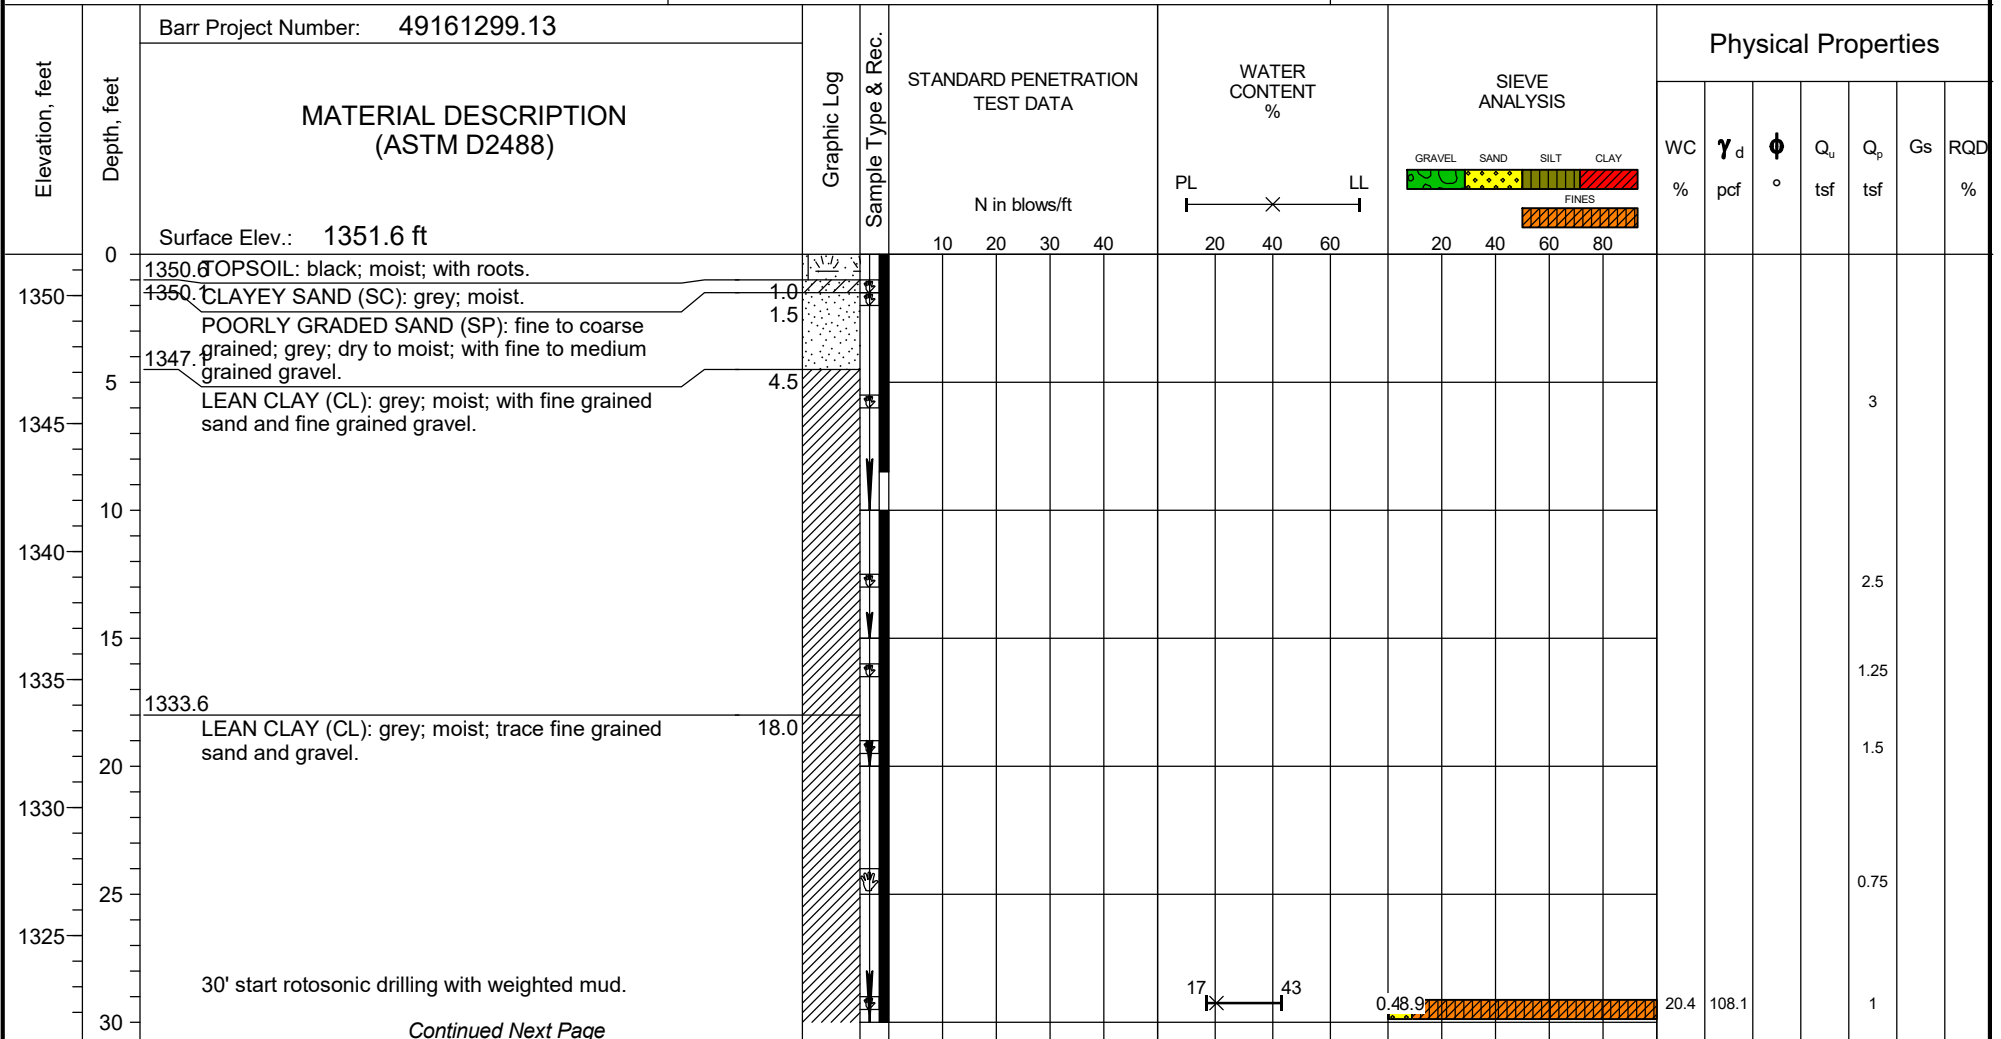 Barr Project Number: 49161299.13
Elevation, feet
Depth, feet
MATERIAL DESCRIPTION
(ASTM D2488)
Surface Elev.: 1351.6 ft
Graphic Log
Sample Type & Rec.
STANDARD PENETRATION
TEST DATA
N in blows/ft
10 20 30 40
WATER
CONTENT
%
PL LL
20 40 60
SIEVE
ANALYSIS
GRAVEL SAND SILT CLAY
FINES
20 40 60 80
Physical Properties
WC γd ϕ Qu Qp Gs RQD
% pcf ° tsf tsf %
0
1350.6 TOPSOIL: black; moist; with roots.
1350
1350.1 CLAYEY SAND (SC): grey; moist. 1.0
1.5
POORLY GRADED SAND (SP): fine to coarse
grained; grey; dry to moist; with fine to medium
1347.1
grained gravel.
5 4.5
LEAN CLAY (CL): grey; moist; with fine grained 3
sand and fine grained gravel.
1345
10
1340
2.5
15
1335 1.25
1333.6
LEAN CLAY (CL): grey; moist; trace fine grained 18.0
sand and gravel. 1.5
20
1330
25 0.75
1325
30' start rotosonic drilling with weighted mud. 17 43
0.4 8.9 20.4 108.1 1
30
Continued Next Page